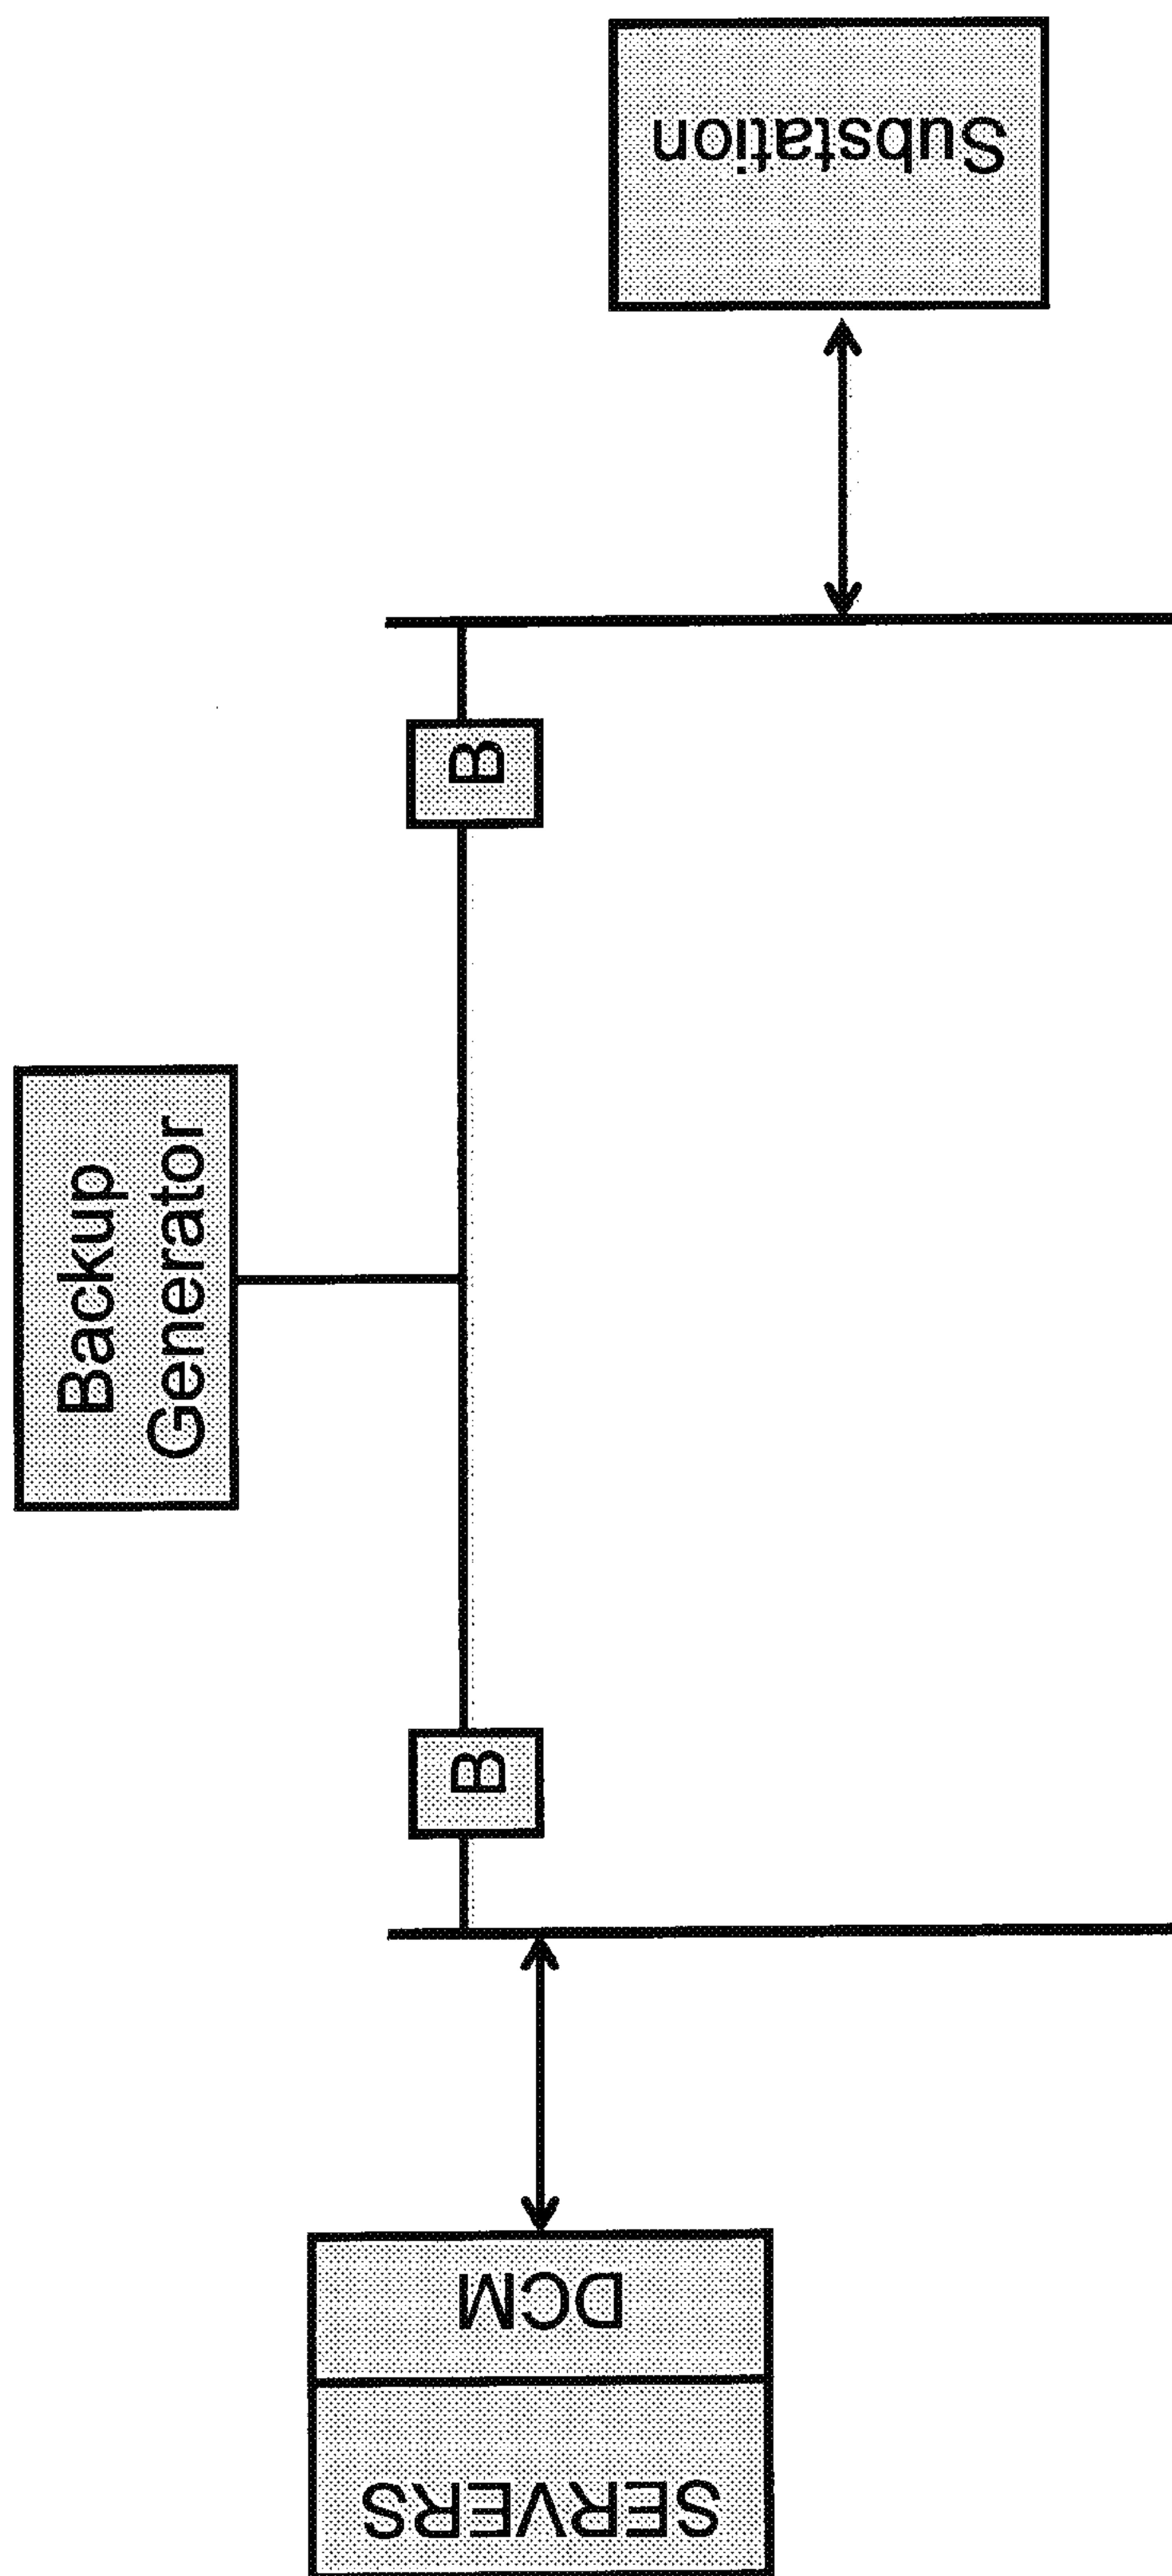 Substation
B
Backup
Generator
B
DCM
SERVERS